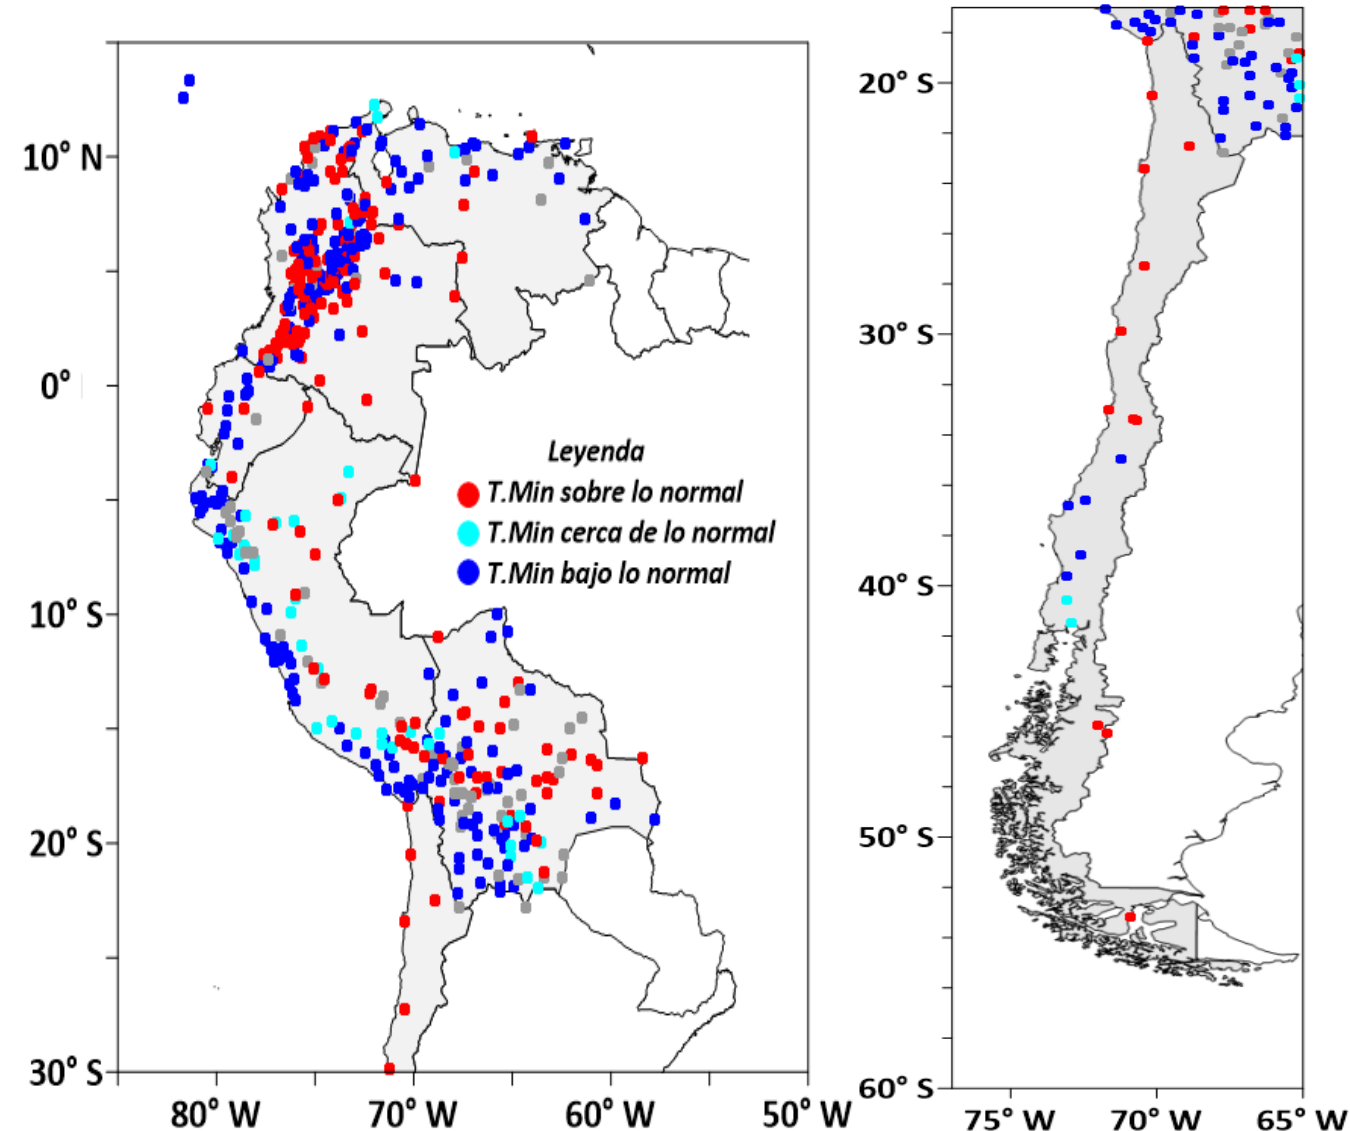 10° N
0°
10° S
20° S
30° S
80° W
70° W
60° W
50° W
Leyenda
T.Min sobre lo normal
T.Min cerca de lo normal
T.Min bajo lo normal
20° S
30° S
40° S
50° S
60° S
75° W
70° W
65° W